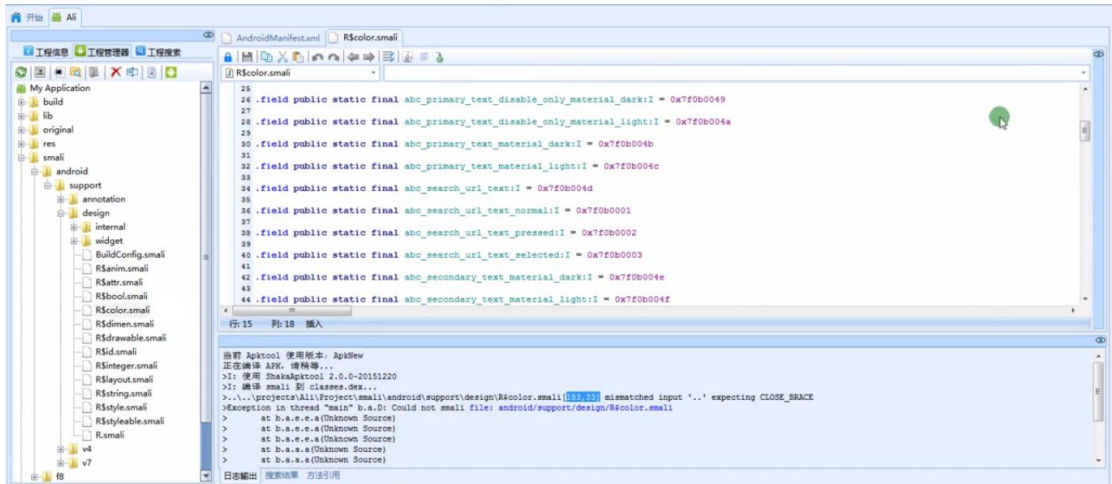 开始 Ali
工程信息 工程管理器 工程搜索
My Application
build
lib
original
res
smali
android
support
annotation
design
internal
widget
BuildConfig.smali
R$anim.smali
R$attr.smali
R$bool.smali
R$color.smali
R$dimen.smali
R$drawable.smali
R$id.smali
R$integer.smali
R$layout.smali
R$string.smali
R$style.smali
R$styleable.smali
R.smali
v4
v7
f8
AndroidManifest.xml R$color.smali
R$color.smali
25
26 .field public static final abc_primary_text_disable_only_material_dark:I = 0x7f0b0049
27
28 .field public static final abc_primary_text_disable_only_material_light:I = 0x7f0b004a
29
30 .field public static final abc_primary_text_material_dark:I = 0x7f0b004b
31
32 .field public static final abc_primary_text_material_light:I = 0x7f0b004c
33
34 .field public static final abc_search_url_text:I = 0x7f0b004d
35
36 .field public static final abc_search_url_text_normal:I = 0x7f0b0001
37
38 .field public static final abc_search_url_text_pressed:I = 0x7f0b0002
39
40 .field public static final abc_search_url_text_selected:I = 0x7f0b0003
41
42 .field public static final abc_secondary_text_material_dark:I = 0x7f0b004e
43
44 .field public static final abc_secondary_text_material_light:I = 0x7f0b004f
行: 15 列: 18 插入
当前 Apktool 使用版本: ApkNew
正在编译 APK, 请稍等...
>I: 使用 ShakaApktool 2.0.0-20151220
>I: 编译 smali 到 classes.dex...
>..\..\projects\Ali\Project\smali\android\support\design\R$color.smali[183,33] mismatched input '..' expecting CLOSE_BRACE
>Exception in thread "main" b.a.D: Could not smali file: android/support/design/R$color.smali
> at b.a.e.e.a(Unknown Source)
> at b.a.e.e.a(Unknown Source)
> at b.a.e.a(Unknown Source)
> at b.a.a.a(Unknown Source)
> at b.a.a.a(Unknown Source)
日志输出 搜索结果 方法引用